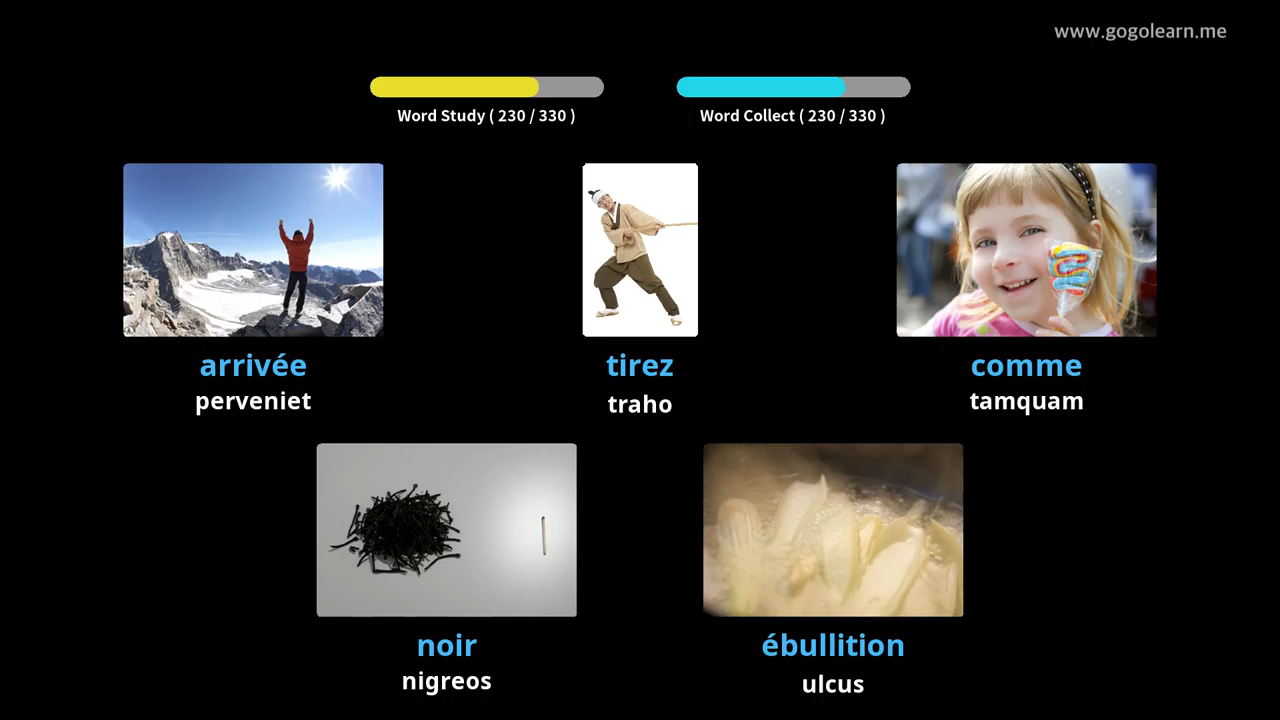 www.gogolearn.me
Word Study ( 230 / 330 )
Word Collect ( 230 / 330 )
arrivée
perveniet
tirez
traho
comme
tamquam
noir
nigreos
ébullition
ulcus